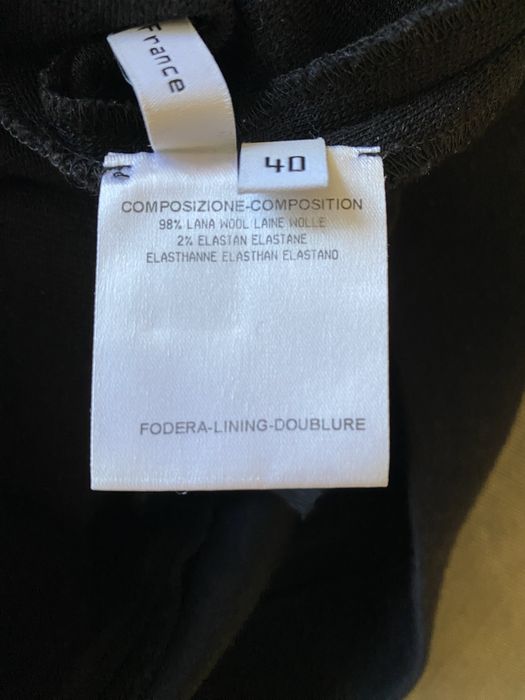 France
40
COMPOSIZIONE-COMPOSITION
98% LANA WOOL LAINE WOLLE
2% ELASTAN ELASTANE
ELASTHANNE ELASTHAN ELASTANO
FODERA-LINING-DOUBLURE